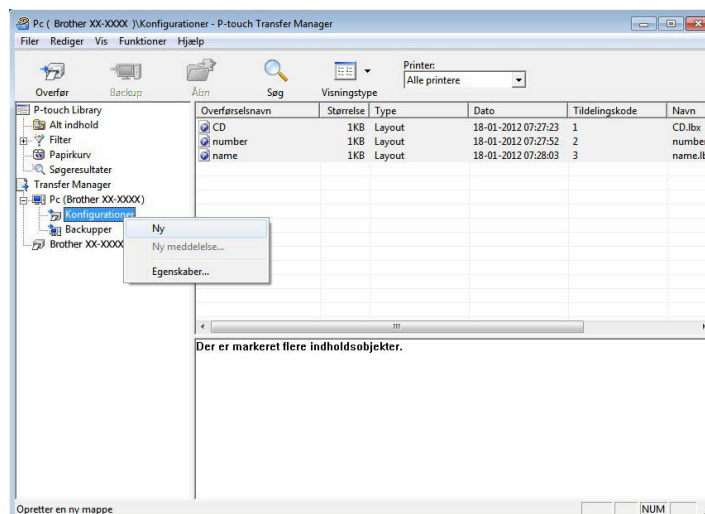 Pc ( Brother XX-XXXX )\Konfigurationer - P-touch Transfer Manager
Filer Rediger Vis Funktioner Hjælp
Overfør Backup Åbn Søg Visningstype
Printer:
Alle printere
P-touch Library
Alt indhold
Filter
Papirkurv
Søgeresultater
Transfer Manager
Pc (Brother XX-XXXX)
Konfigurationer
Backupper
Brother XX-XXXX
Ny
Ny meddelelse...
Egenskaber...
Overførselsnavn Størrelse Type Dato Tildelingskode Navn
CD 1KB Layout 18-01-2012 07:27:23 1 CD.lbx
number 1KB Layout 18-01-2012 07:27:52 2 numbe
name 1KB Layout 18-01-2012 07:28:03 3 name.lb
Der er markeret flere indholdsobjekter.
Opretter en ny mappe
NUM